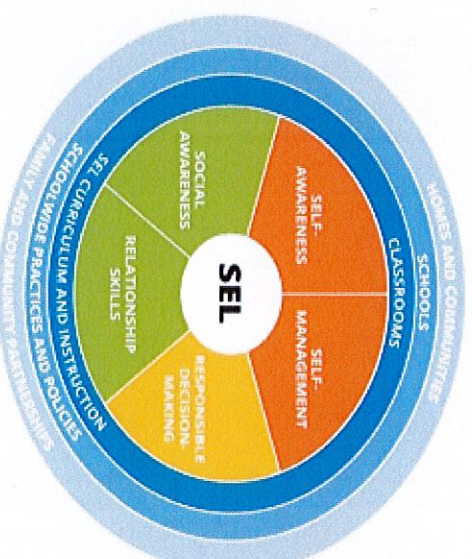 HOMES AND COMMUNITIES
SCHOOLS
CLASSROOMS
SELF-
AWARENESS
SELF-
MANAGEMENT
SOCIAL
AWARENESS
SEL
RESPONSIBLE
DECISION-
MAKING
RELATIONSHIP
SKILLS
SEL CURRICULUM AND INSTRUCTION
SCHOOLWIDE PRACTICES AND POLICIES
FAMILY AND COMMUNITY PARTNERSHIPS